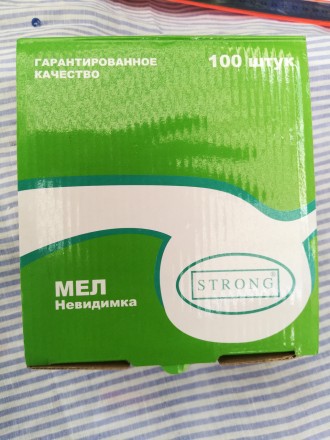 ГАРАНТИРОВАННОЕ
КАЧЕСТВО
100 штук
МЕЛ
Невидимка
STRONG®